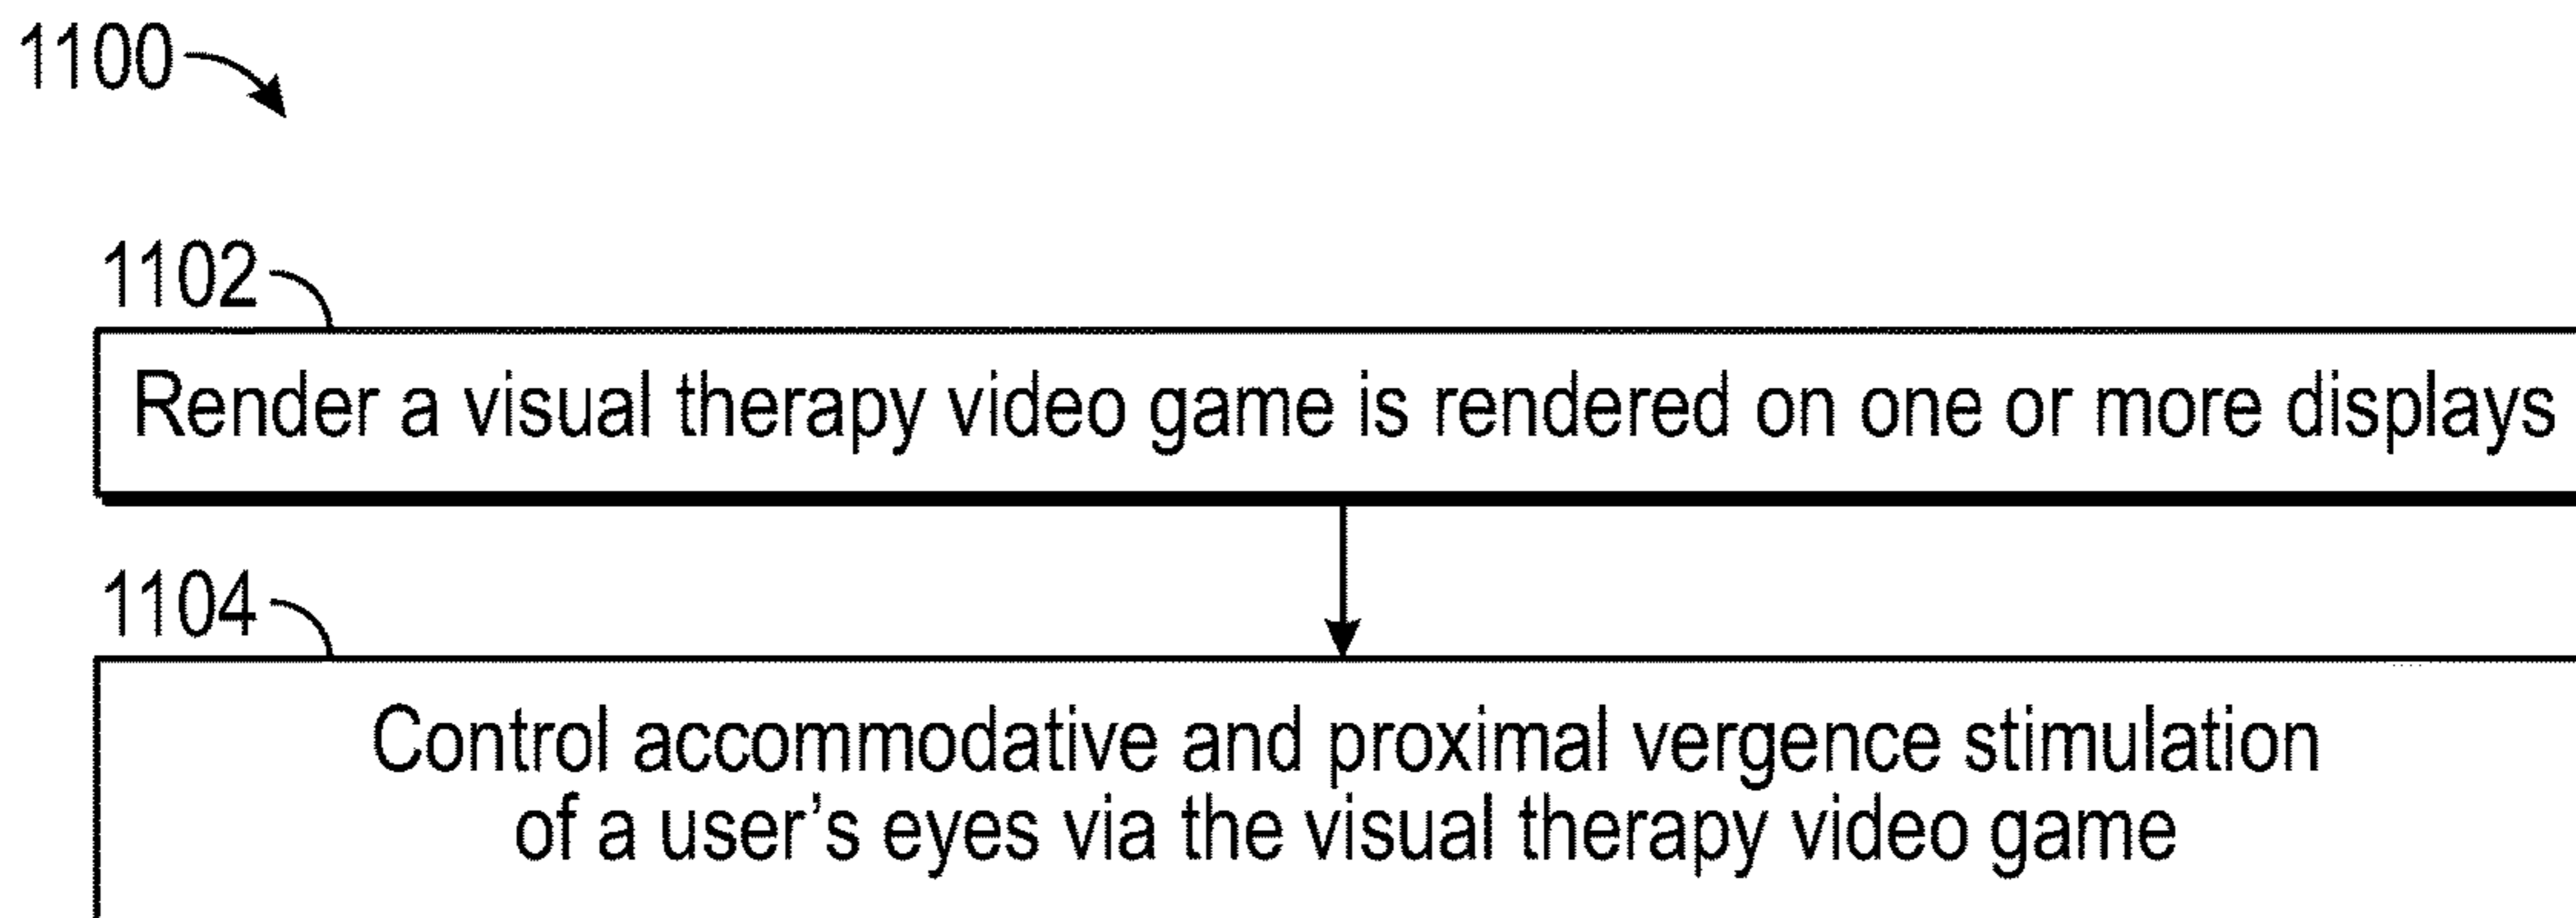 1100
1102
Render a visual therapy video game is rendered on one or more displays
1104
Control accommodative and proximal vergence stimulation
of a user's eyes via the visual therapy video game